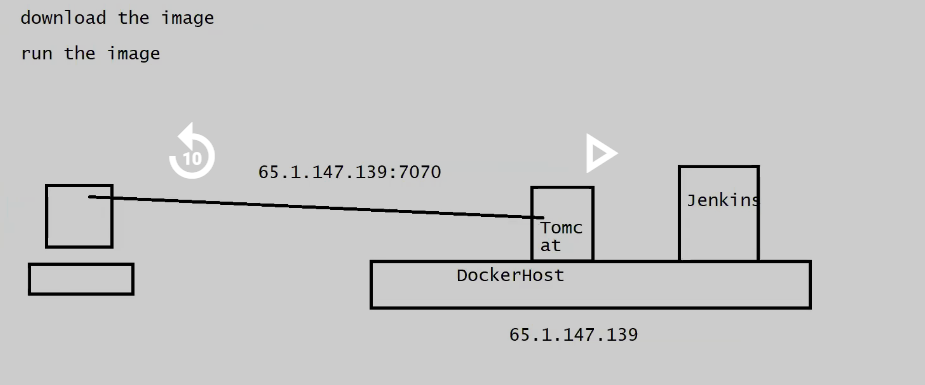 download the image
run the image
10
65.1.147.139:7070
Jenkins
Tomc
at
DockerHost
65.1.147.139